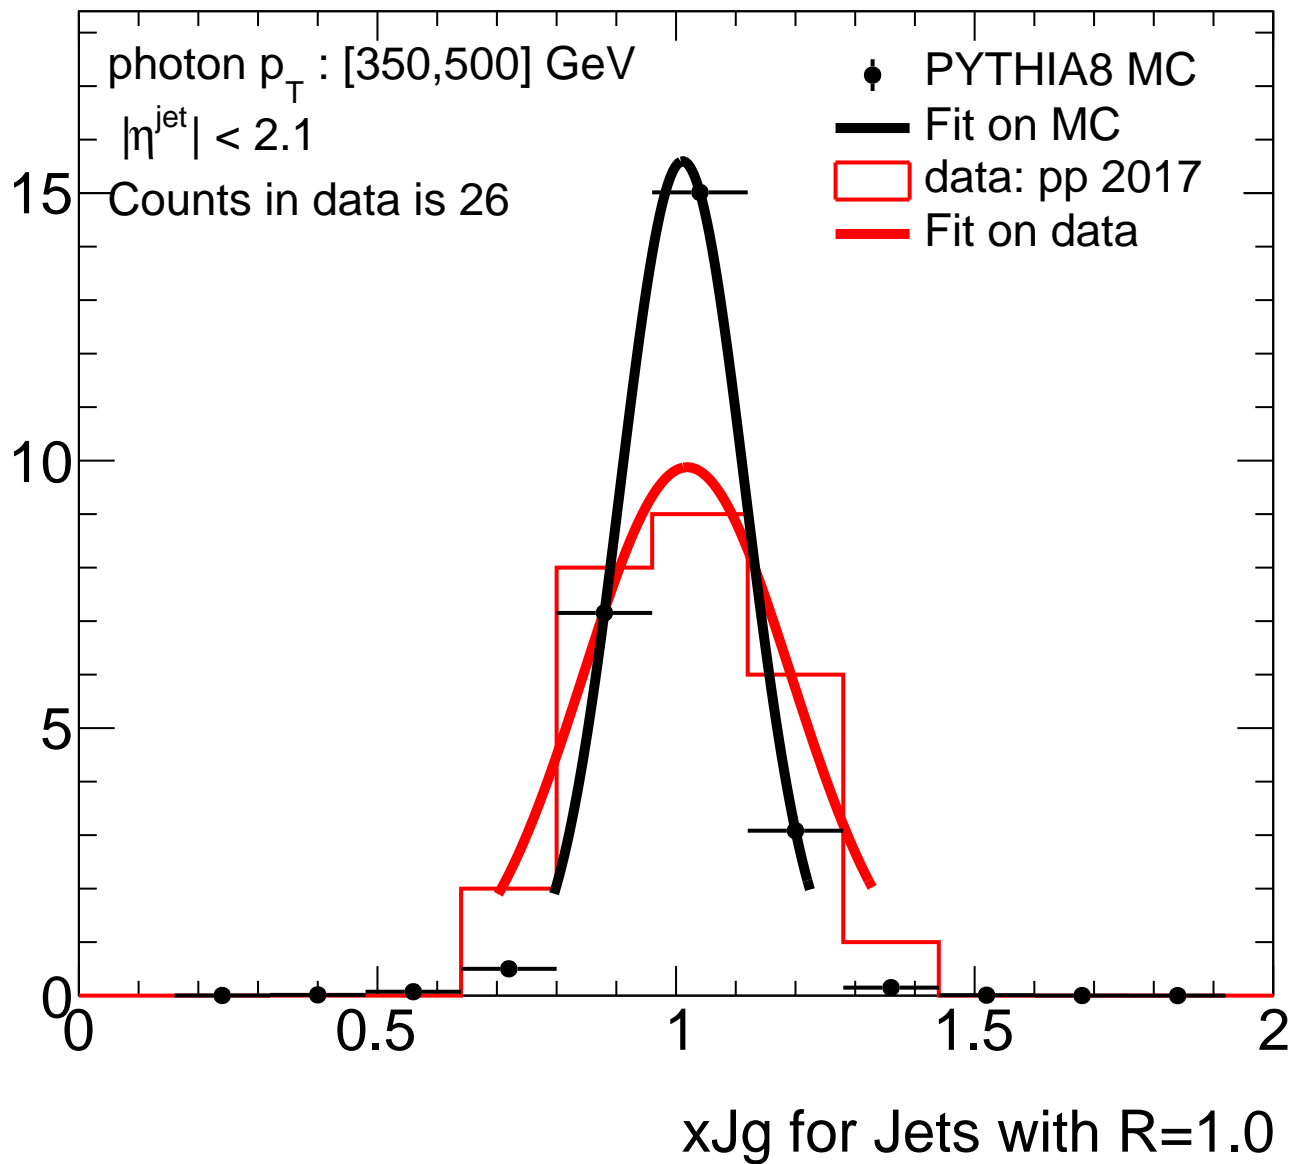 photon p_T : [350,500] GeV
|η^jet| < 2.1
Counts in data is 26
PYTHIA8 MC
Fit on MC
data: pp 2017
Fit on data
15
10
5
0
0 0.5 1 1.5 2
xJg for Jets with R=1.0